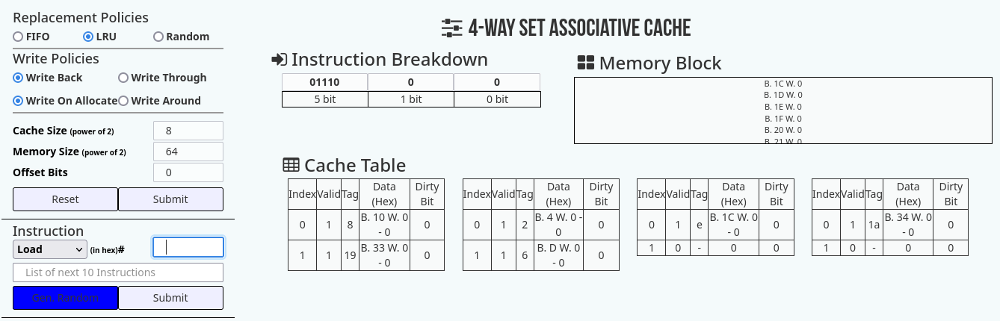 Replacement Policies
FIFO LRU Random
Write Policies
Write Back Write Through
Write On Allocate Write Around
Cache Size (power of 2) 8
Memory Size (power of 2) 64
Offset Bits 0
Reset Submit
Instruction
Load (in hex)#
List of next 10 Instructions
Gen. Random Submit
4-WAY SET ASSOCIATIVE CACHE
Instruction Breakdown
01110 0 0
5 bit 1 bit 0 bit
Memory Block
B. 1C W. 0
B. 1D W. 0
B. 1E W. 0
B. 1F W. 0
B. 20 W. 0
B. 21 W. 0
Cache Table
Index Valid Tag Data (Hex) Dirty Bit
0 1 8 B. 10 W. 0 - 0 0
1 1 19 B. 33 W. 0 - 0 0
Index Valid Tag Data (Hex) Dirty Bit
0 1 2 B. 4 W. 0 - 0 0
1 1 6 B. D W. 0 - 0 0
Index Valid Tag Data (Hex) Dirty Bit
0 1 e B. 1C W. 0 - 0 0
1 0 - 0 0
Index Valid Tag Data (Hex) Dirty Bit
0 1 1a B. 34 W. 0 - 0 0
1 0 - 0 0